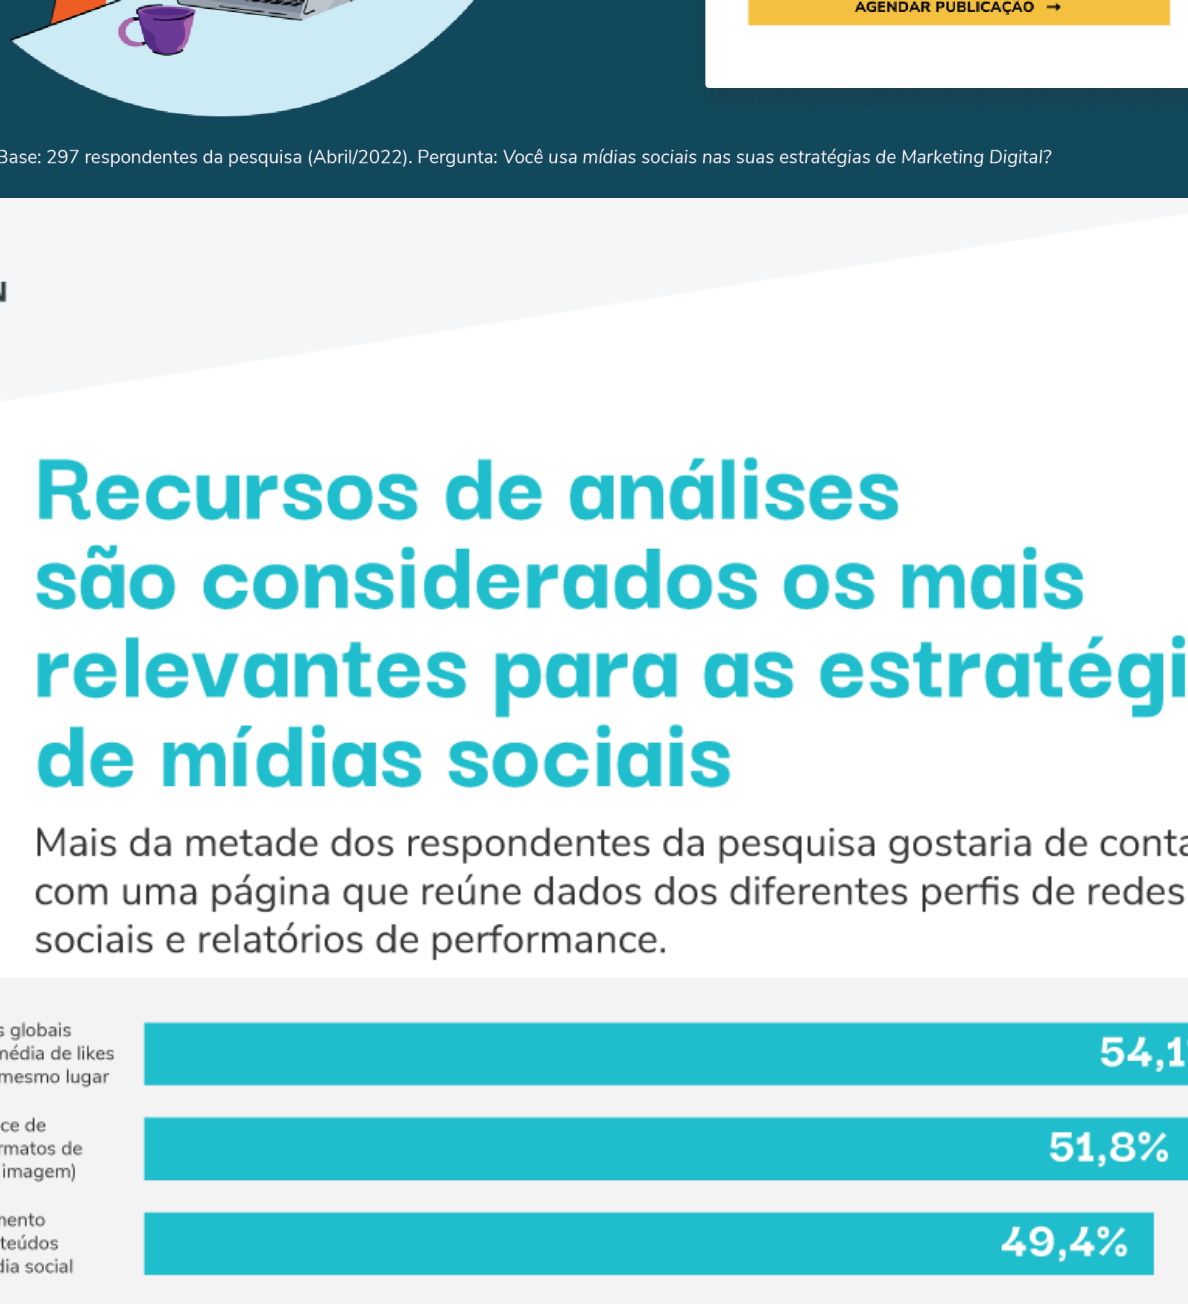 AGENDAR PUBLICAÇÃO →
Base: 297 respondentes da pesquisa (Abril/2022). Pergunta: Você usa mídias sociais nas suas estratégias de Marketing Digital?
Recursos de análises
são considerados os mais
relevantes para as estratégi
de mídias sociais
Mais da metade dos respondentes da pesquisa gostaria de conta
com uma página que reúne dados dos diferentes perfis de redes
sociais e relatórios de performance.
s globais
média de likes
mesmo lugar
54,1
ce de
rmatos de
imagem)
51,8%
mento
teúdos
dia social
49,4%